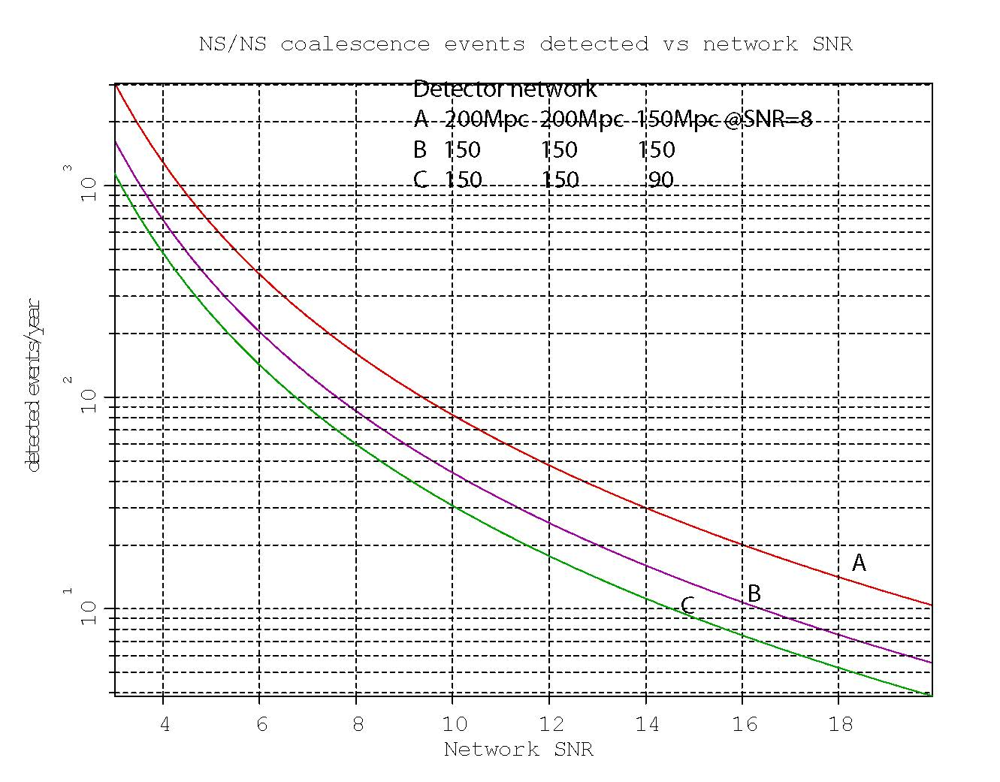 NS/NS coalescence events detected vs network SNR
Detector network
A 200Mpc 200Mpc 150Mpc @SNR=8
B 150 150 150
C 150 150 90
10 3
10 2
10 1
detected events/year
A
B
C
4 6 8 10 12 14 16 18
Network SNR